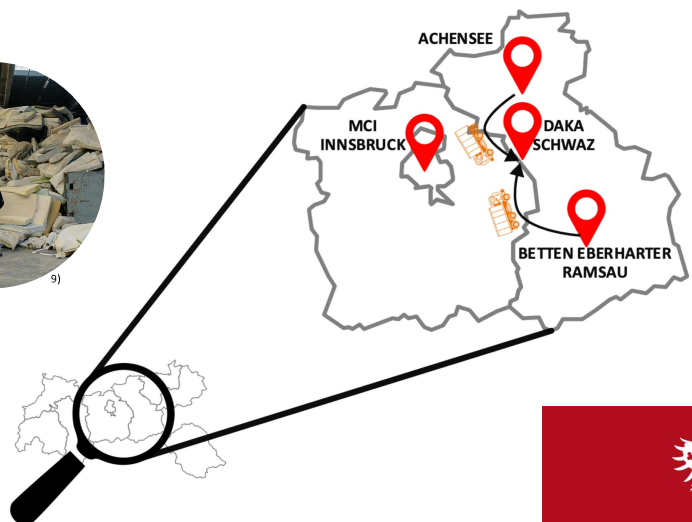 ACHENSEE
MCI
INNSBRUCK
DAKA
SCHWAZ
BETTEN EBERHARTER
RAMSAU
9)